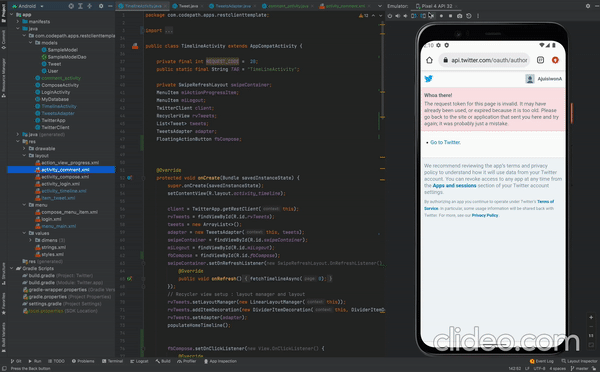 Android
TimelineActivity
Tweet.java
Emulator:
Pixel 4 API 32
app
manifests
java
com.codepath.apps.restclienttemplate
models
SampleModel
SampleModelDao
Tweet
User
comment_activity
ComposeActivity
LoginActivity
MyDatabase
TimelineActivity
TweetsAdapter
TwitterApp
TwitterClient
java (generated)
res
drawable
layout
action_view_progress.xml
activity_comment.xml
activity_compose.xml
activity_login.xml
activity_timeline.xml
item_tweet.xml
menu
compose_menu_item.xml
login.xml
menu_main.xml
values
dimens
strings.xml
styles.xml
res (generated)
Gradle Scripts
build.gradle (Project: Twitter)
build.gradle (Module: Twitter.app)
gradle-wrapper.properties
gradle.properties
settings.gradle
local.properties (SDK Location)
package com.codepath.apps.restclienttemplate;
import ...
public class TimelineActivity extends AppCompatActivity {
private final int REQUEST_CODE = 20;
public static final String TAG = "TimeLineActivity";
private SwipeRefreshLayout swipeContainer;
MenuItem miActionProgressItem;
MenuItem miLogout;
TwitterClient client;
RecyclerView rvTweets;
List<Tweet> tweets;
TweetsAdapter adapter;
FloatingActionButton fbCompose;
@Override
protected void onCreate(Bundle savedInstanceState) {
super.onCreate(savedInstanceState);
setContentView(R.layout.activity_timeline);
client = TwitterApp.getRestClient( context: this);
rvTweets = findViewById(R.id.rvTweets);
tweets = new ArrayList<>();
adapter = new TweetsAdapter( context: this, tweets);
swipeContainer = findViewById(R.id.swipeContainer);
miLogout = findViewById(R.id.miLogout);
fbCompose = findViewById(R.id.fbCompose);
swipeContainer.setOnRefreshListener(new SwipeRefreshLayout.OnRefreshListener()
@Override
public void onRefresh() { fetchTimelineAsync( page: 0); }
});
// Recycler view setup : layout manager and layout
rvTweets.setLayoutManager(new LinearLayoutManager( context: this));
rvTweets.addItemDecoration(new DividerItemDecoration( context: this, DividerItem
rvTweets.setAdapter(adapter);
populateHomeTimeline();
fbCompose.setOnClickListener(new View.OnClickListener() {
@Override
api.twitter.com/oauth/author
AjuisiwonA
Whoa there!
The request token for this page is invalid. It may have
already been used, or expired because it is too old. Please
go back to the site or application that sent you here and try
again; it was probably just a mistake.
Go to Twitter.
We recommend reviewing the app's terms and privacy
policy to understand how it will use data from your Twitter
account. You can revoke access to any app at any time from
the Apps and sessions section of your Twitter account
settings.
By authorizing an app you continue to operate under Twitter's Terms of
Service. In particular, some usage information will be shared back with
Twitter. For more, see our Privacy Policy.
clideo.com
Git
Run
TODO
Problems
Terminal
Logcat
Build
Profiler
App Inspection
Event Log
Layout Inspector
LF
UTF-8
4 spaces
master